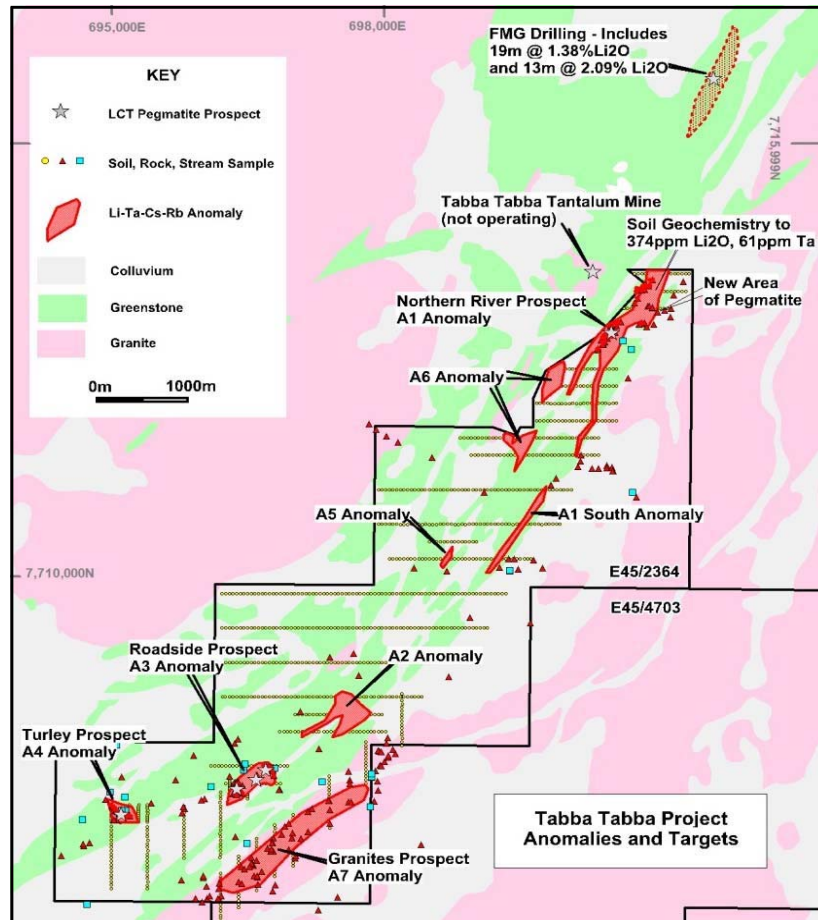 695,000E
698,000E
FMG Drilling - Includes
19m @ 1.38%Li2O
and 13m @ 2.09% Li2O
KEY
LCT Pegmatite Prospect
Soil, Rock, Stream Sample
Li-Ta-Cs-Rb Anomaly
Colluvium
Greenstone
Granite
0m 1000m
7,715,999N
Tabba Tabba Tantalum Mine
(not operating)
Soil Geochemistry to
374ppm Li2O, 61ppm Ta
New Area
of Pegmatite
Northern River Prospect
A1 Anomaly
A6 Anomaly
A5 Anomaly
A1 South Anomaly
7,710,000N
E45/2364
E45/4703
Roadside Prospect
A3 Anomaly
A2 Anomaly
Turley Prospect
A4 Anomaly
Granites Prospect
A7 Anomaly
Tabba Tabba Project
Anomalies and Targets